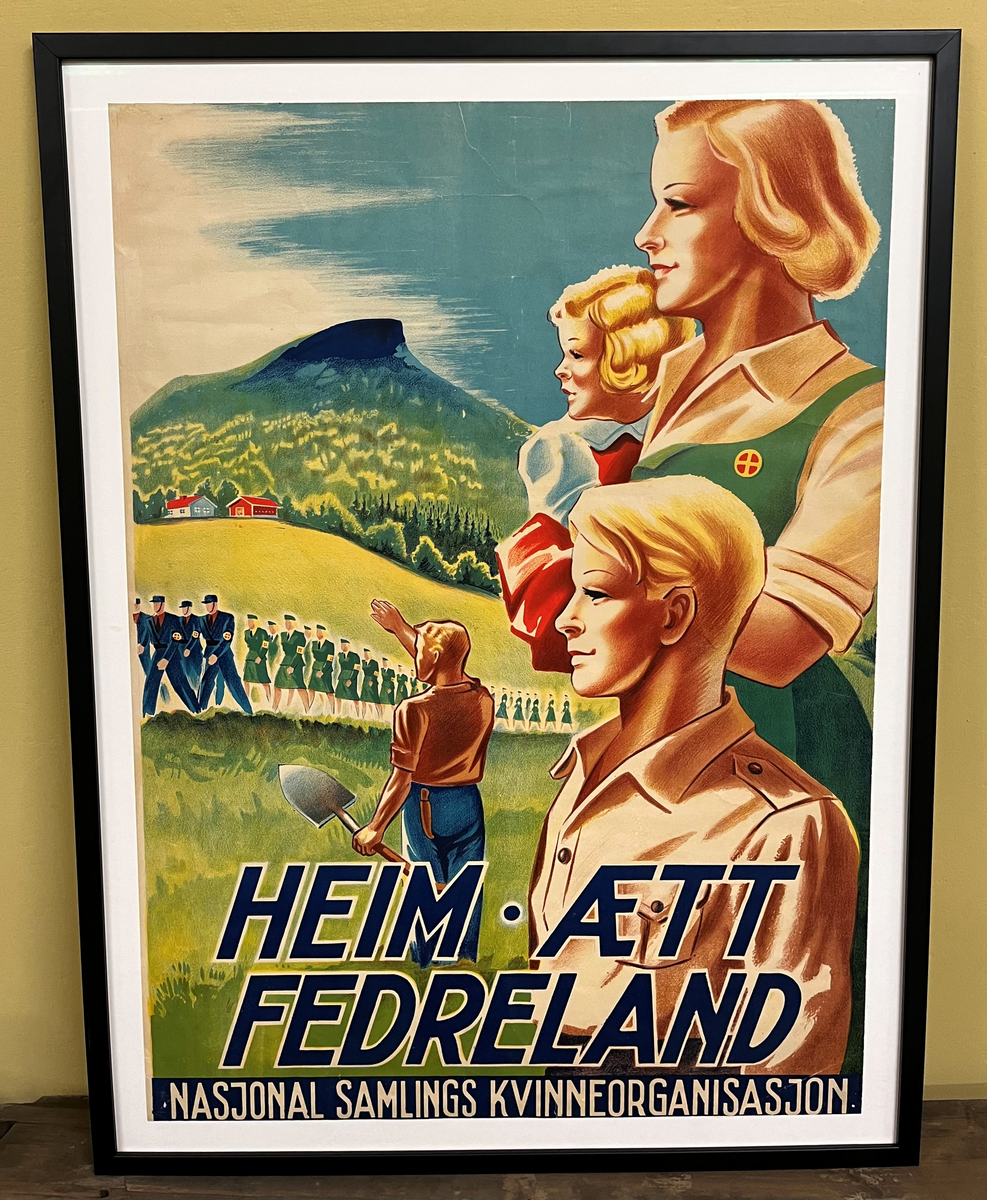 HEIM · ÆTT
FEDRELAND
· NASJONAL SAMLINGS KVINNEORGANISASJON ·